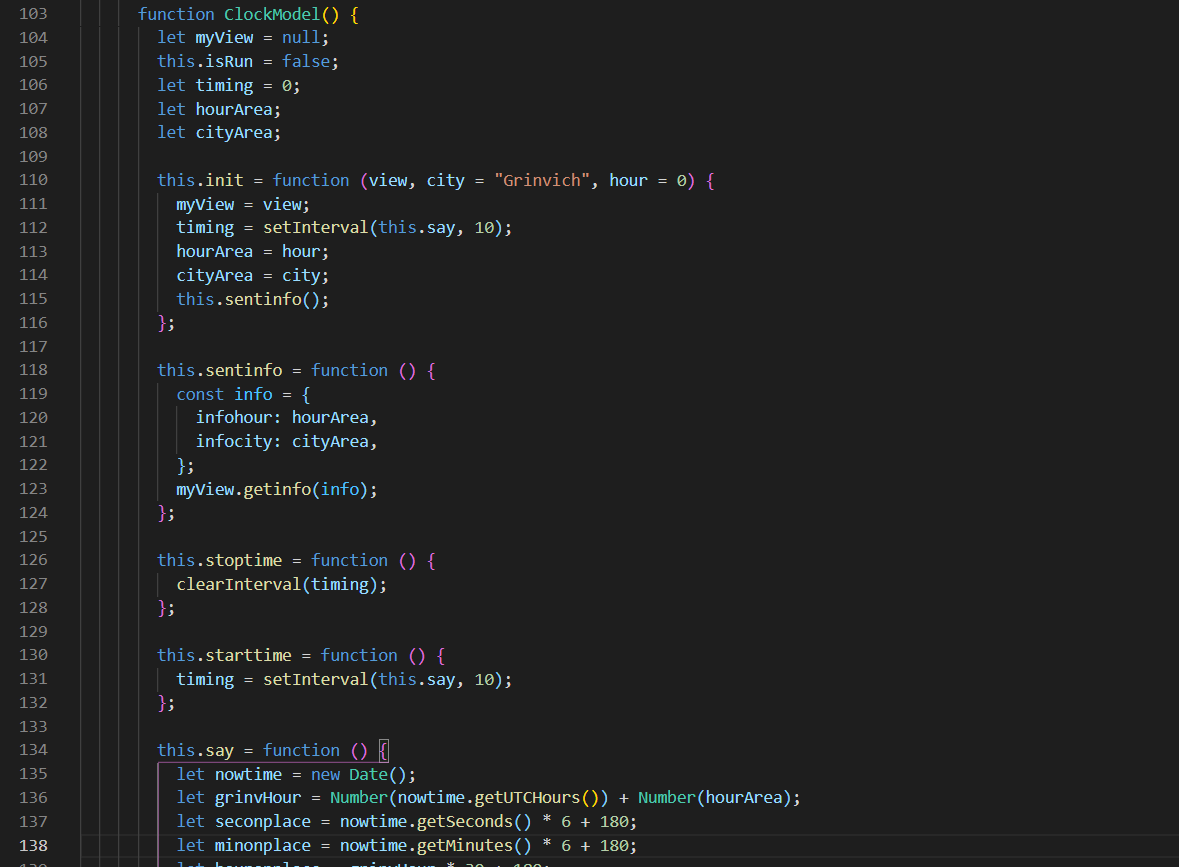 103 function ClockModel() {
104 let myView = null;
105 this.isRun = false;
106 let timing = 0;
107 let hourArea;
108 let cityArea;
109
110 this.init = function (view, city = "Grinvich", hour = 0) {
111 myView = view;
112 timing = setInterval(this.say, 10);
113 hourArea = hour;
114 cityArea = city;
115 this.sentinfo();
116 };
117
118 this.sentinfo = function () {
119 const info = {
120 infohour: hourArea,
121 infocity: cityArea,
122 };
123 myView.getinfo(info);
124 };
125
126 this.stoptime = function () {
127 clearInterval(timing);
128 };
129
130 this.starttime = function () {
131 timing = setInterval(this.say, 10);
132 };
133
134 this.say = function () {
135 let nowtime = new Date();
136 let grinvHour = Number(nowtime.getUTCHours()) + Number(hourArea);
137 let seconplace = nowtime.getSeconds() * 6 + 180;
138 let minonplace = nowtime.getMinutes() * 6 + 180;